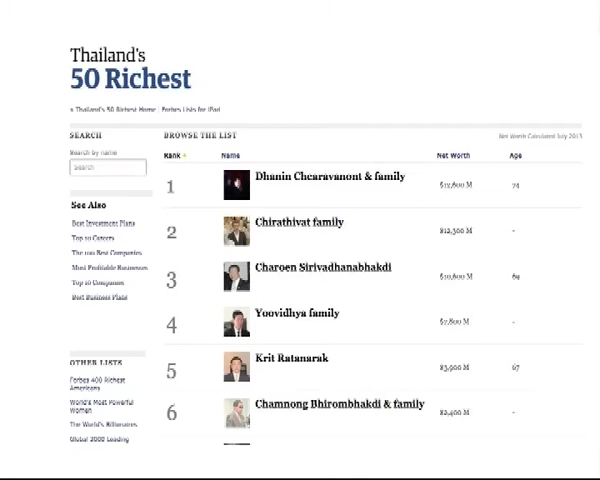 Thailand's
50 Richest
« Thailand's 50 Richest Home | Forbes Lists for iPad
SEARCH
Search by name
Search
See Also
Best Investment Plans
Top 10 Careers
The 100 Best Companies
Most Profitable Businesses
Top 10 Companies
Best Business Plans
OTHER LISTS
Forbes 400 Richest
Americans
World's Most Powerful
Women
The World's Billionaires
Global 2000 Leading
BROWSE THE LIST
Net Worth Calculated July 2013
Rank Name Net Worth Age
1 Dhanin Chearavanont & family $12,600 M 74
2 Chirathivat family $12,300 M -
3 Charoen Sirivadhanabhakdi $10,600 M 69
4 Yoovidhya family $7,800 M -
5 Krit Ratanarak $3,900 M 67
6 Chamnong Bhirombhakdi & family $2,400 M -